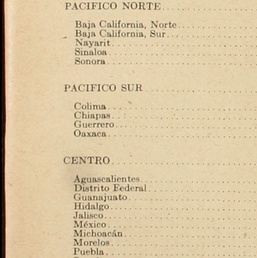 PACIFICO NORTE
Baja California, Norte
Baja California, Sur
Nayarit
Sinaloa
Sonora
PACIFICO SUR
Colima
Chiapas
Guerrero
Oaxaca
CENTRO
Aguascalientes
Distrito Federal
Guanajuato
Hidalgo
Jalisco
México
Michoacán
Morelos
Puebla